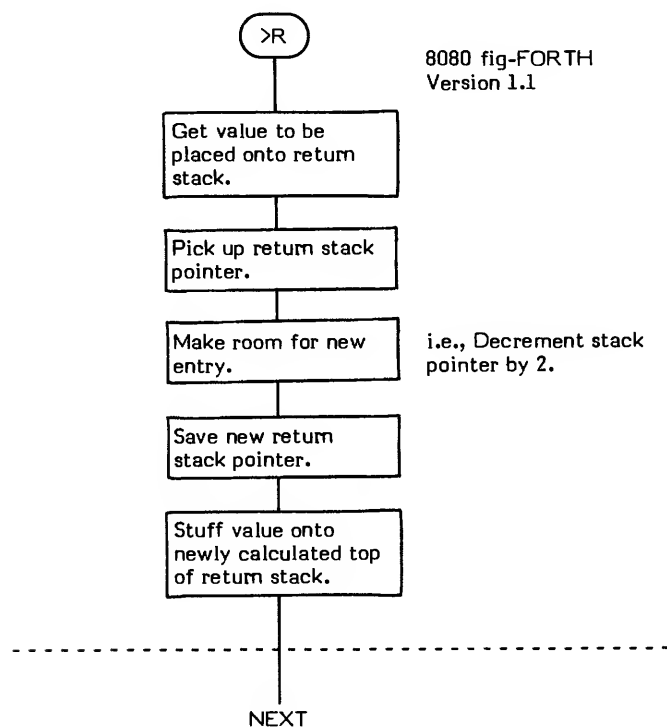 >R
8080 fig-FORTH
Version 1.1
Get value to be
placed onto return
stack.
Pick up return stack
pointer.
Make room for new
entry.
i.e., Decrement stack
pointer by 2.
Save new return
stack pointer.
Stuff value onto
newly calculated top
of return stack.
NEXT